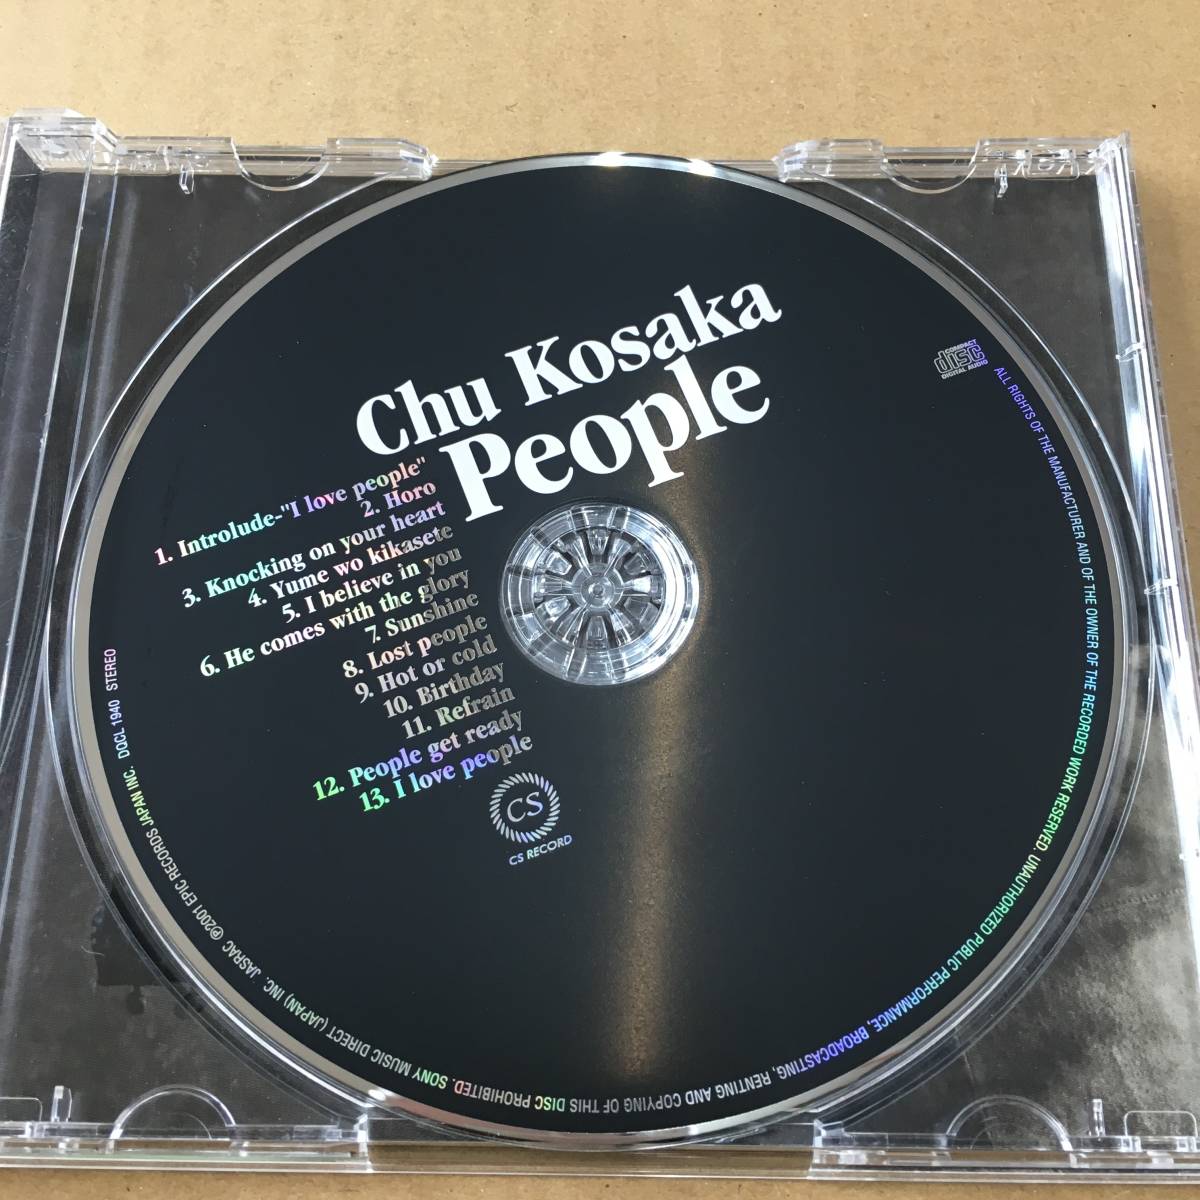 Chu Kosaka
People
1. Introlude-"I love people"
2. Horo
3. Knocking on your heart
4. Yume wo kikasete
5. I believe in you
6. He comes with the glory
7. Sunshine
8. Lost people
9. Hot or cold
10. Birthday
11. Refrain
12. People get ready
13. I love people
CS
CS RECORD
COMPACT
disc
DIGITAL AUDIO
ALL RIGHTS OF THE MANUFACTURER AND OF THE OWNER OF THE RECORDED WORK RESERVED. UNAUTHORIZED PUBLIC PERFORMANCE, BROADCASTING, RENTING AND COPYING OF THIS DISC PROHIBITED. SONY MUSIC DIRECT (JAPAN) INC. JASRAC ℗2001 EPIC RECORDS JAPAN INC. DQCL 1940 STEREO